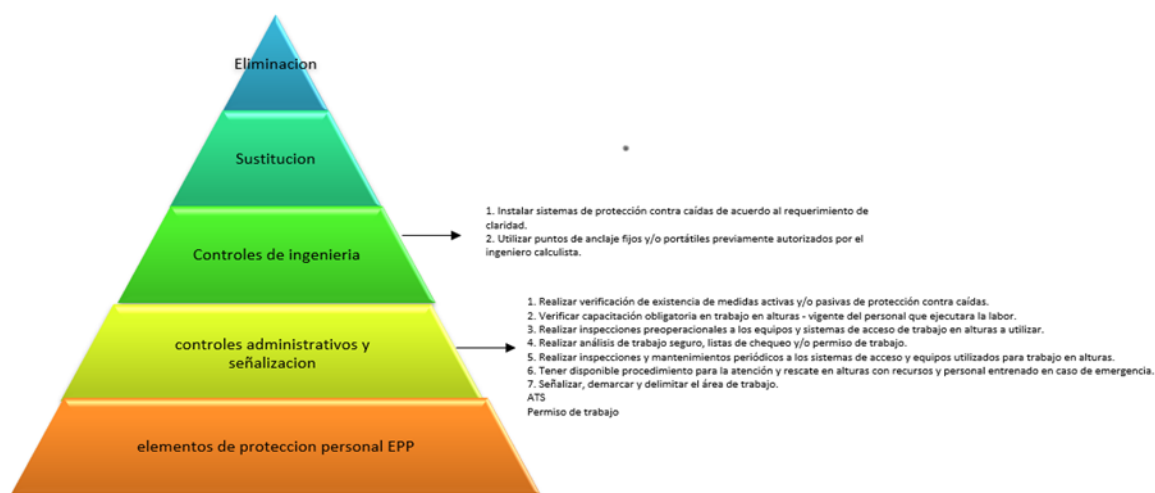 Eliminacion
Sustitucion
Controles de ingenieria
1. Instalar sistemas de protección contra caídas de acuerdo al requerimiento de
claridad.
2. Utilizar puntos de anclaje fijos y/o portátiles previamente autorizados por el
ingeniero calculista.
controles administrativos y
señalizacion
1. Realizar verificación de existencia de medidas activas y/o pasivas de protección contra caídas.
2. Verificar capacitación obligatoria en trabajo en alturas - vigente del personal que ejecutara la labor.
3. Realizar inspecciones preoperacionales a los equipos y sistemas de acceso de trabajo en alturas a utilizar.
4. Realizar análisis de trabajo seguro, listas de chequeo y/o permiso de trabajo.
5. Realizar inspecciones y mantenimientos periódicos a los sistemas de acceso y equipos utilizados para trabajo en alturas.
6. Tener disponible procedimiento para la atención y rescate en alturas con recursos y personal entrenado en caso de emergencia.
7. Señalizar, demarcar y delimitar el área de trabajo.
ATS
Permiso de trabajo
elementos de proteccion personal EPP